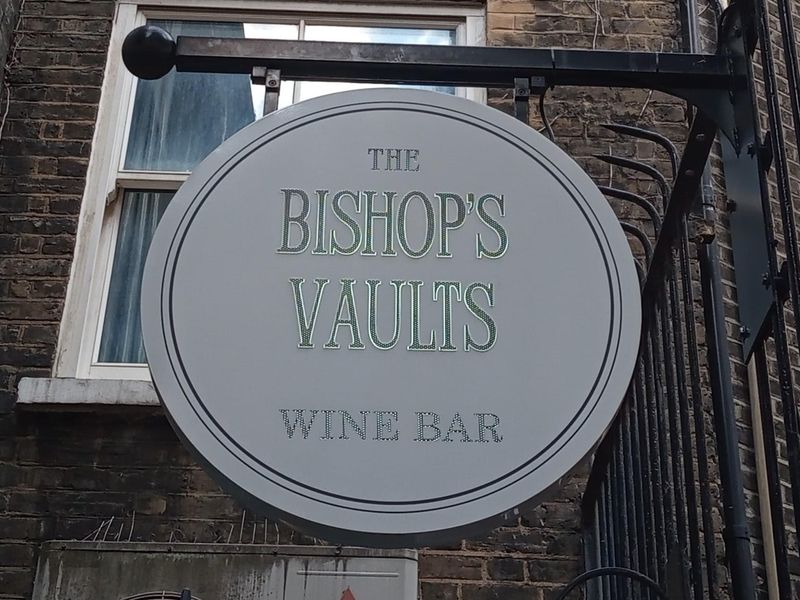 THE
BISHOP'S
VAULTS
WINE BAR